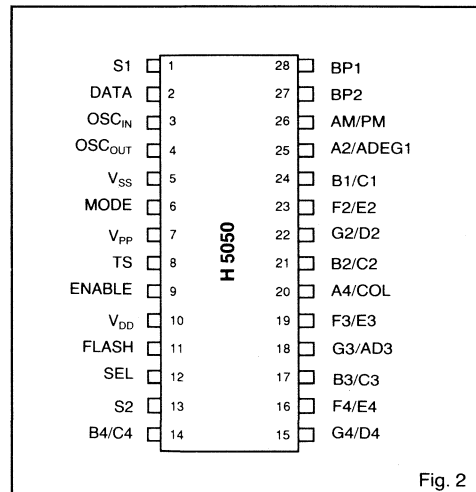 S1 1 28 BP1
DATA 2 27 BP2
OSCIN 3 26 AM/PM
OSCOUT 4 25 A2/ADEG1
VSS 5 24 B1/C1
MODE 6 23 F2/E2
VPP 7 22 G2/D2
TS 8 21 B2/C2
ENABLE 9 20 A4/COL
VDD 10 19 F3/E3
FLASH 11 18 G3/AD3
SEL 12 17 B3/C3
S2 13 16 F4/E4
B4/C4 14 15 G4/D4
H 5050
Fig. 2